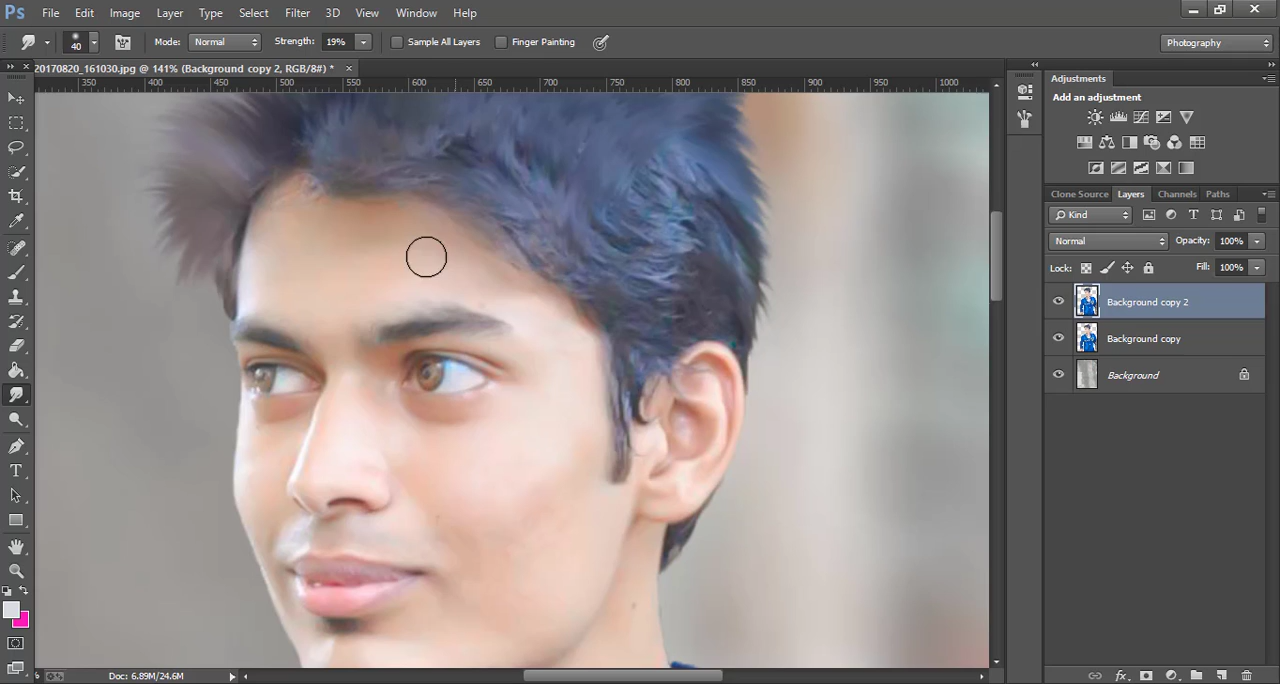 Ps File Edit Image Layer Type Select Filter 3D View Window Help
40 Mode: Normal Strength: 19% Sample All Layers Finger Painting Photography
20170820_161030.jpg @ 141% (Background copy 2, RGB/8#) * ×
350 400 450 500 550 600 650 700 750 800 850 900 950 1000
Adjustments
Add an adjustment
Clone Source Layers Channels Paths
Kind
Normal Opacity: 100%
Lock: Fill: 100%
Background copy 2
Background copy
Background
T
Doc: 6.89M/24.6M